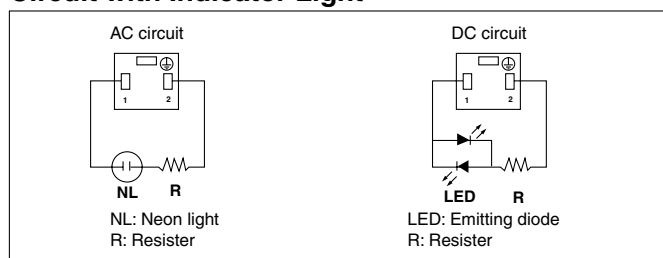 Circuit with Indicator Light
AC circuit
1 2
NL R
NL: Neon light
R: Resister
DC circuit
1 2
LED R
LED: Emitting diode
R: Resister